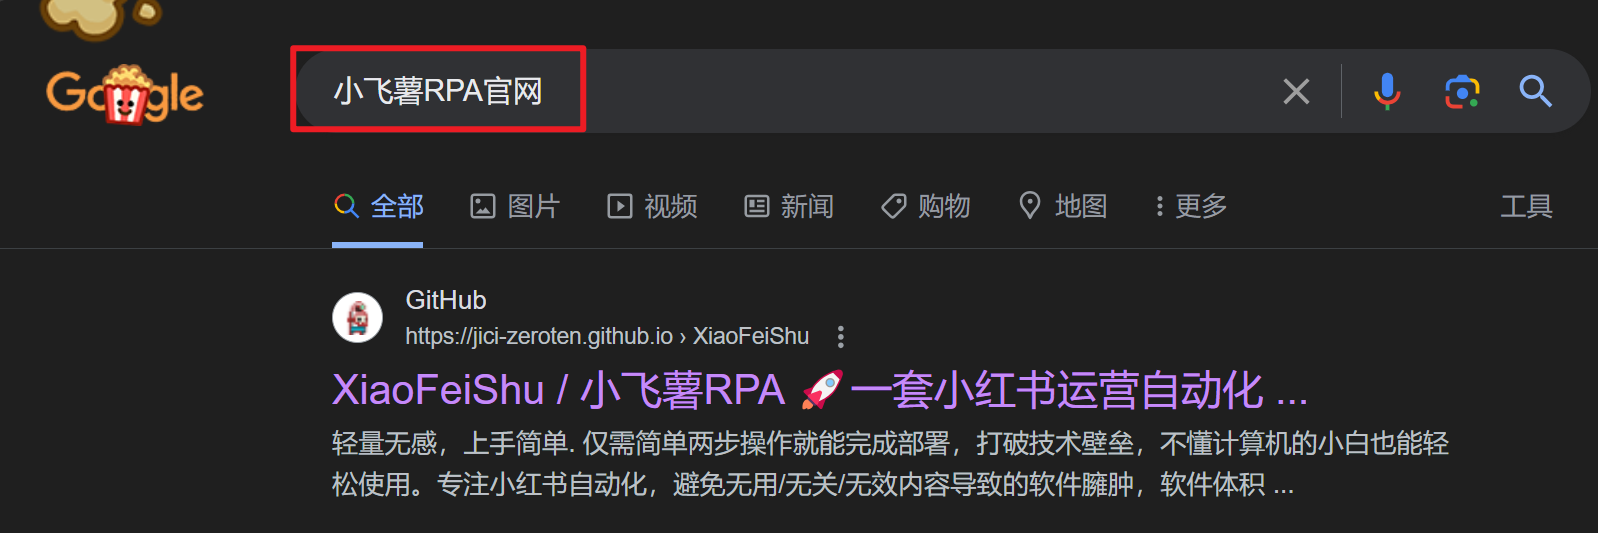 Google
小飞薯RPA官网
全部 图片 视频 新闻 购物 地图 更多 工具
GitHub
https://jici-zeroten.github.io › XiaoFeiShu
XiaoFeiShu / 小飞薯RPA 🚀一套小红书运营自动化 ...
轻量无感，上手简单. 仅需简单两步操作就能完成部署，打破技术壁垒，不懂计算机的小白也能轻
松使用。专注小红书自动化，避免无用/无关/无效内容导致的软件臃肿，软件体积 ...